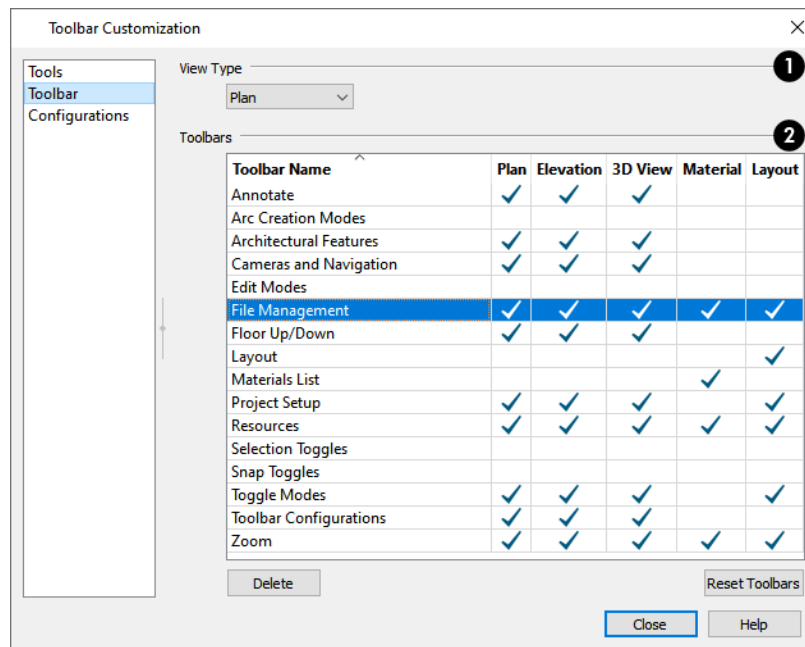 Toolbar Customization
Tools
Toolbar
Configurations
View Type
1
Plan
Toolbars
2
Toolbar Name Plan Elevation 3D View Material Layout
Annotate
Arc Creation Modes
Architectural Features
Cameras and Navigation
Edit Modes
File Management
Floor Up/Down
Layout
Materials List
Project Setup
Resources
Selection Toggles
Snap Toggles
Toggle Modes
Toolbar Configurations
Zoom
Delete
Reset Toolbars
Close
Help